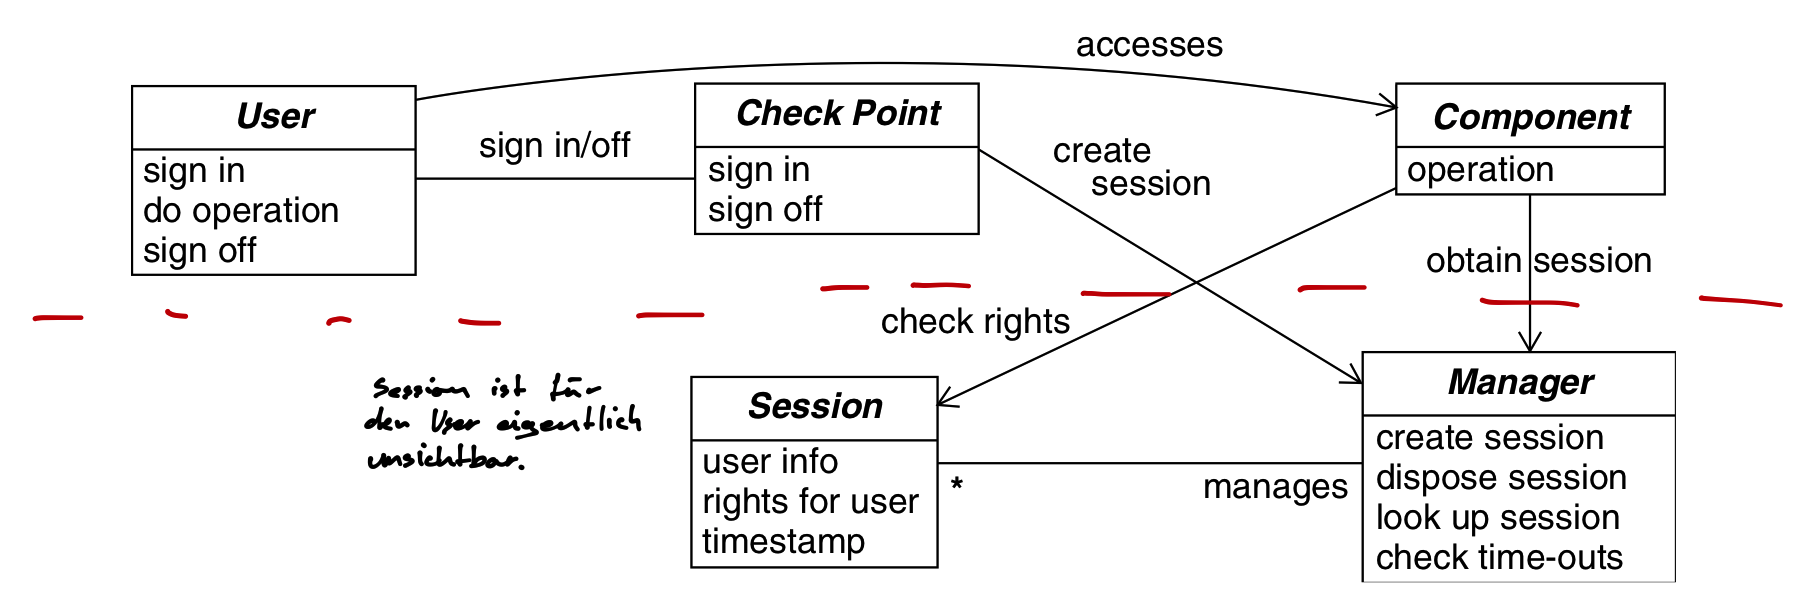 accesses
User
sign in
do operation
sign off
sign in/off
Check Point
sign in
sign off
create
session
Component
operation
obtain session
check rights
Session ist für
den User eigentlich
unsichtbar.
Session
user info
rights for user
timestamp
*
manages
Manager
create session
dispose session
look up session
check time-outs